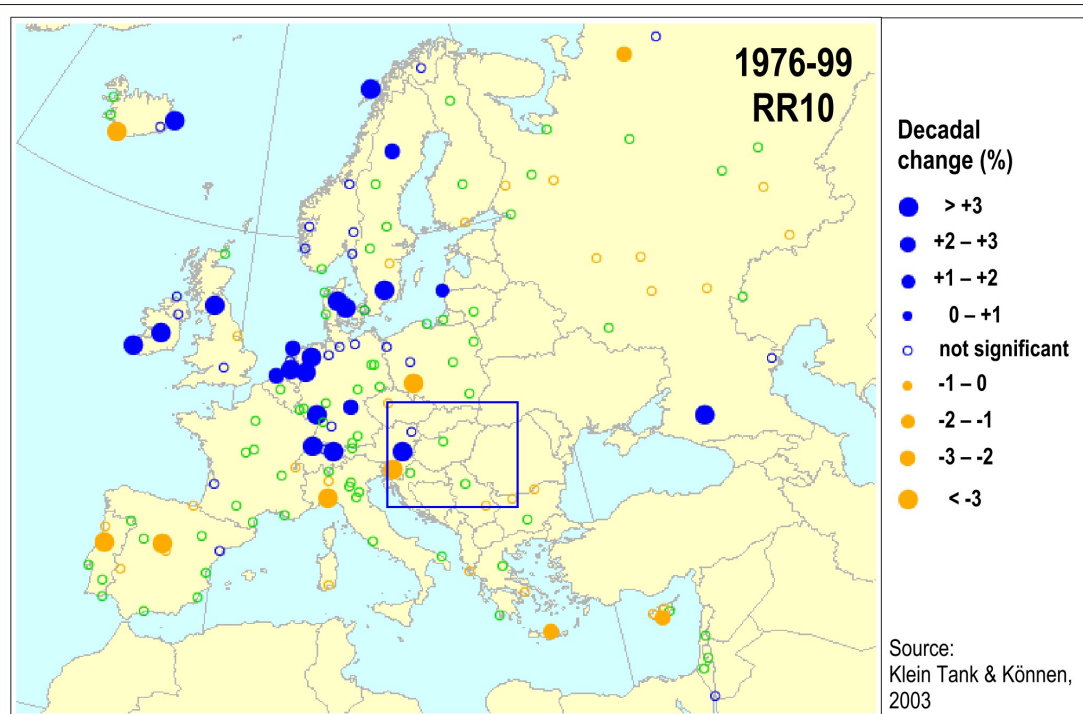 1976-99
RR10
Decadal
change (%)
> +3
+2 – +3
+1 – +2
0 – +1
not significant
-1 – 0
-2 – -1
-3 – -2
< -3
Source:
Klein Tank & Können,
2003